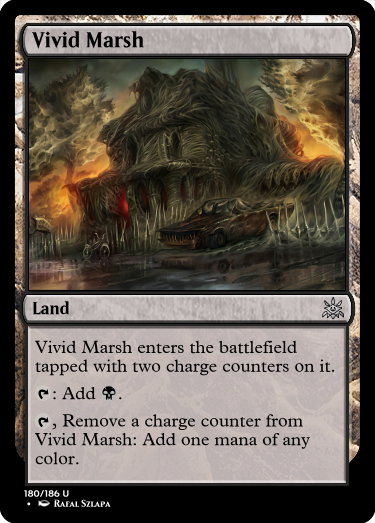 Vivid Marsh
Land
Vivid Marsh enters the battlefield
tapped with two charge counters on it.
: Add .
, Remove a charge counter from
Vivid Marsh: Add one mana of any
color.
180/186 U
• Rafal Szlapa